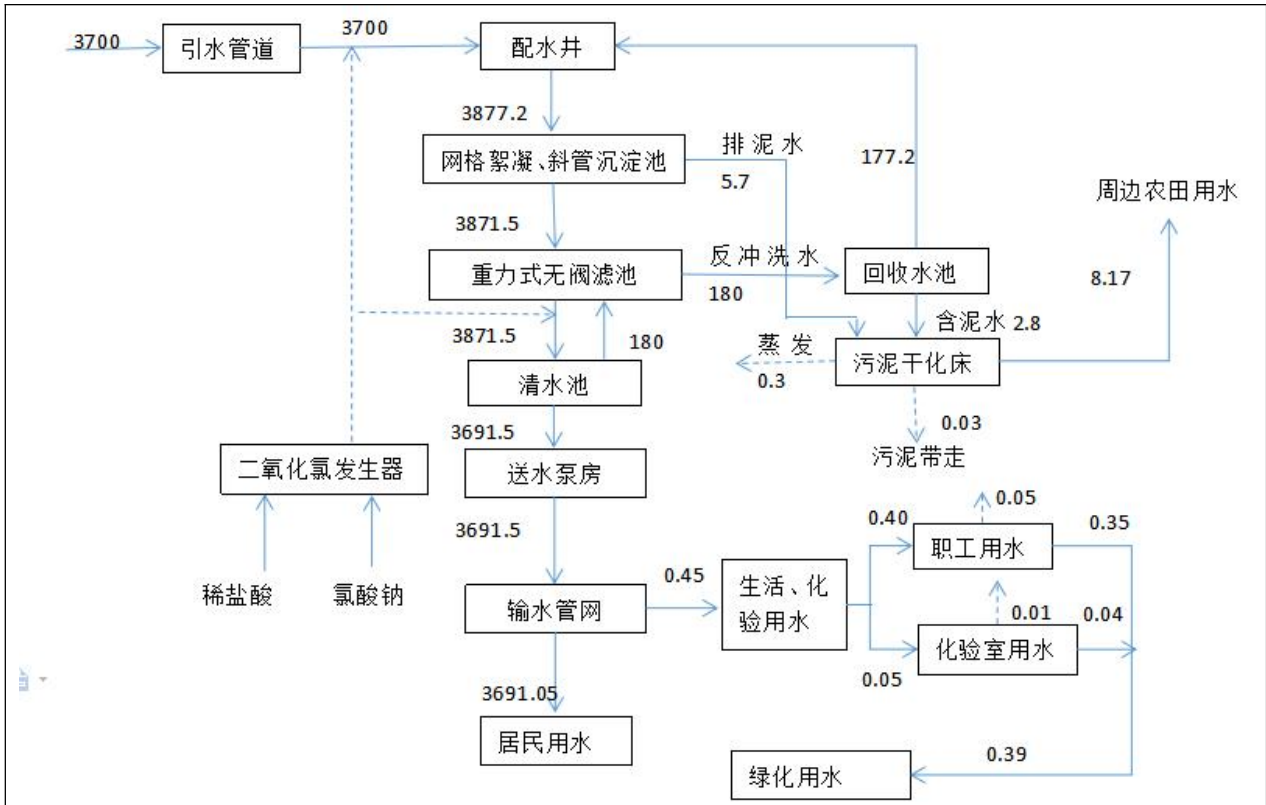 3700
引水管道
3700
配水井
3877.2
网格絮凝、斜管沉淀池
排泥水
5.7
177.2
周边农田用水
3871.5
重力式无阀滤池
反冲洗水
180
回收水池
8.17
含泥水 2.8
3871.5
180
蒸发
0.3
污泥干化床
清水池
0.03
污泥带走
3691.5
二氧化氯发生器
送水泵房
0.05
0.40
职工用水
0.35
3691.5
稀盐酸
氯酸钠
输水管网
0.45
生活、化
验用水
0.01
0.04
化验室用水
0.05
3691.05
居民用水
0.39
绿化用水